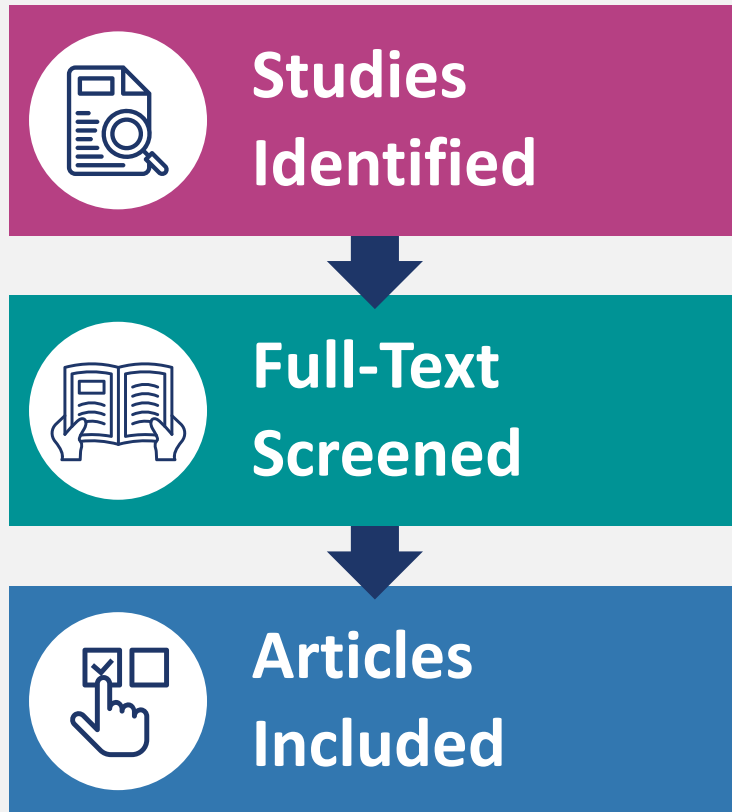 Studies
Identified
Full-Text
Screened
Articles
Included